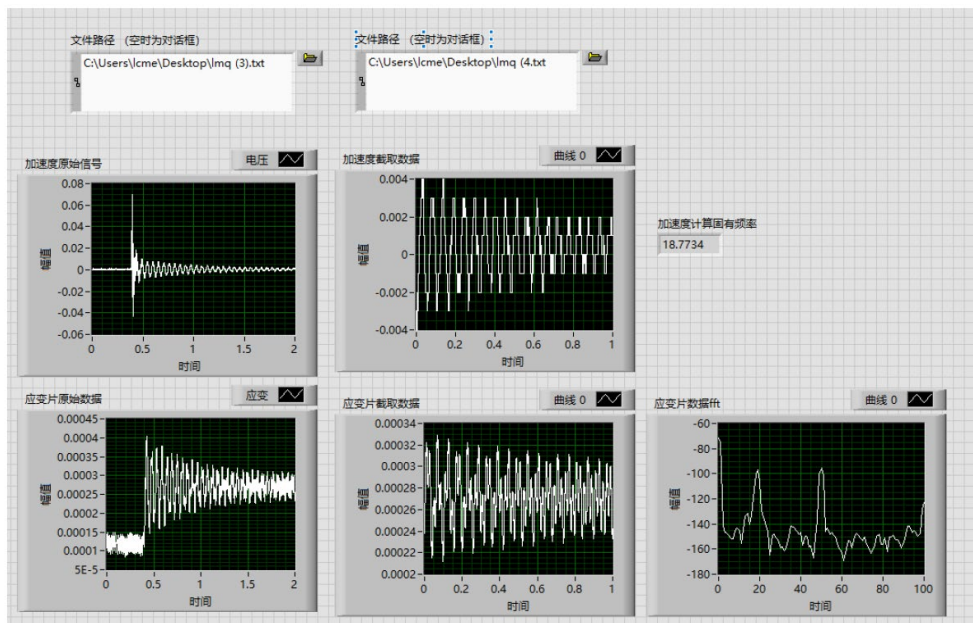 文件路径 （空时为对话框）
文件路径 （空时为对话框）
C:\Users\lcme\Desktop\lmq (3).txt
C:\Users\lcme\Desktop\lmq (4.txt
加速度原始信号
电压
加速度截取数据
曲线 0
0.08
0.06
0.04
0.02
0
-0.02
-0.04
-0.06
幅值
0
0.5
1
1.5
2
时间
0.004
0.002
0
-0.002
-0.004
幅值
0
0.2
0.4
0.6
0.8
1
时间
加速度计算固有频率
18.7734
应变片原始数据
应变
应变片截取数据
曲线 0
应变片数据fft
曲线 0
0.00045
0.0004
0.00035
0.0003
0.00025
0.0002
0.00015
0.0001
5E-5
幅值
0
0.5
1
1.5
2
时间
0.00034
0.00032
0.0003
0.00028
0.00026
0.00024
0.00022
0.0002
幅值
0
0.2
0.4
0.6
0.8
1
时间
-60
-80
-100
-120
-140
-160
-180
幅值
0
20
40
60
80
100
时间